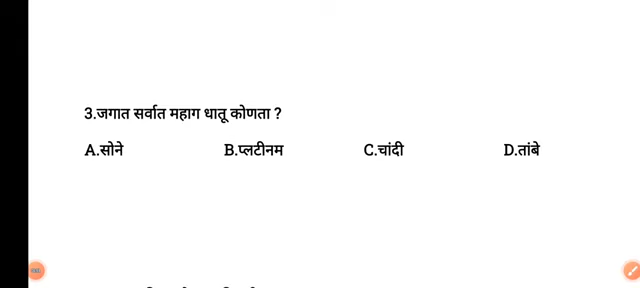 3.जगात सर्वात महाग धातू कोणता ?
A.सोने B.प्लटीनम C.चांदी D.तांबे